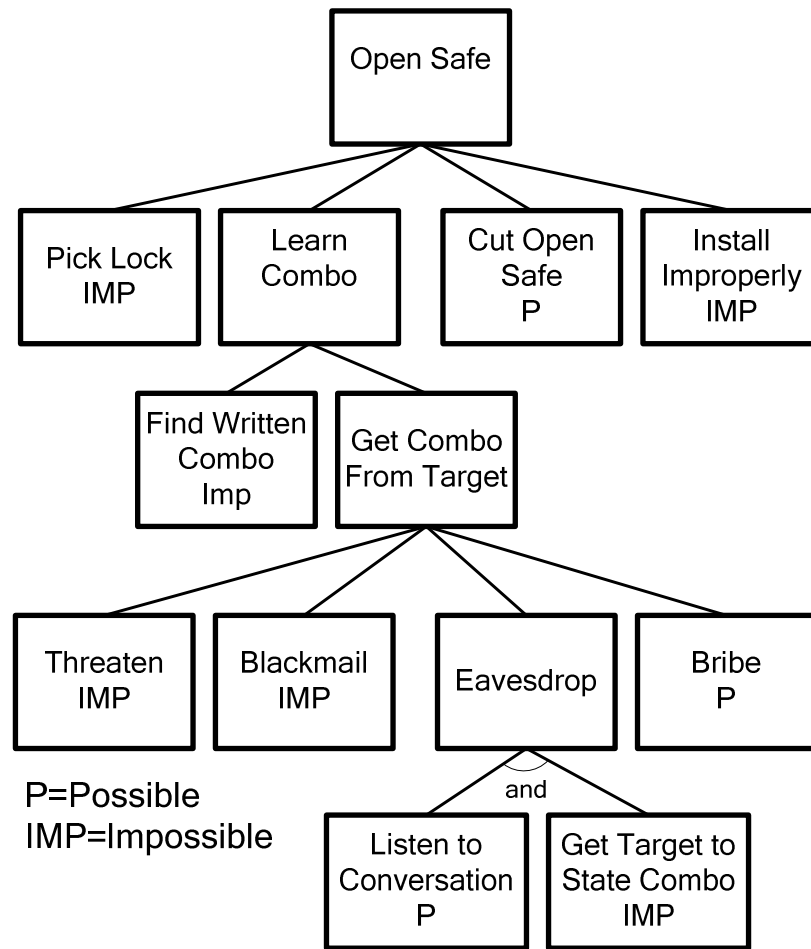 Open Safe
Pick Lock
IMP
Learn
Combo
Cut Open
Safe
P
Install
Improperly
IMP
Find Written
Combo
Imp
Get Combo
From Target
Threaten
IMP
Blackmail
IMP
Eavesdrop
Bribe
P
P=Possible
IMP=Impossible
and
Listen to
Conversation
P
Get Target to
State Combo
IMP